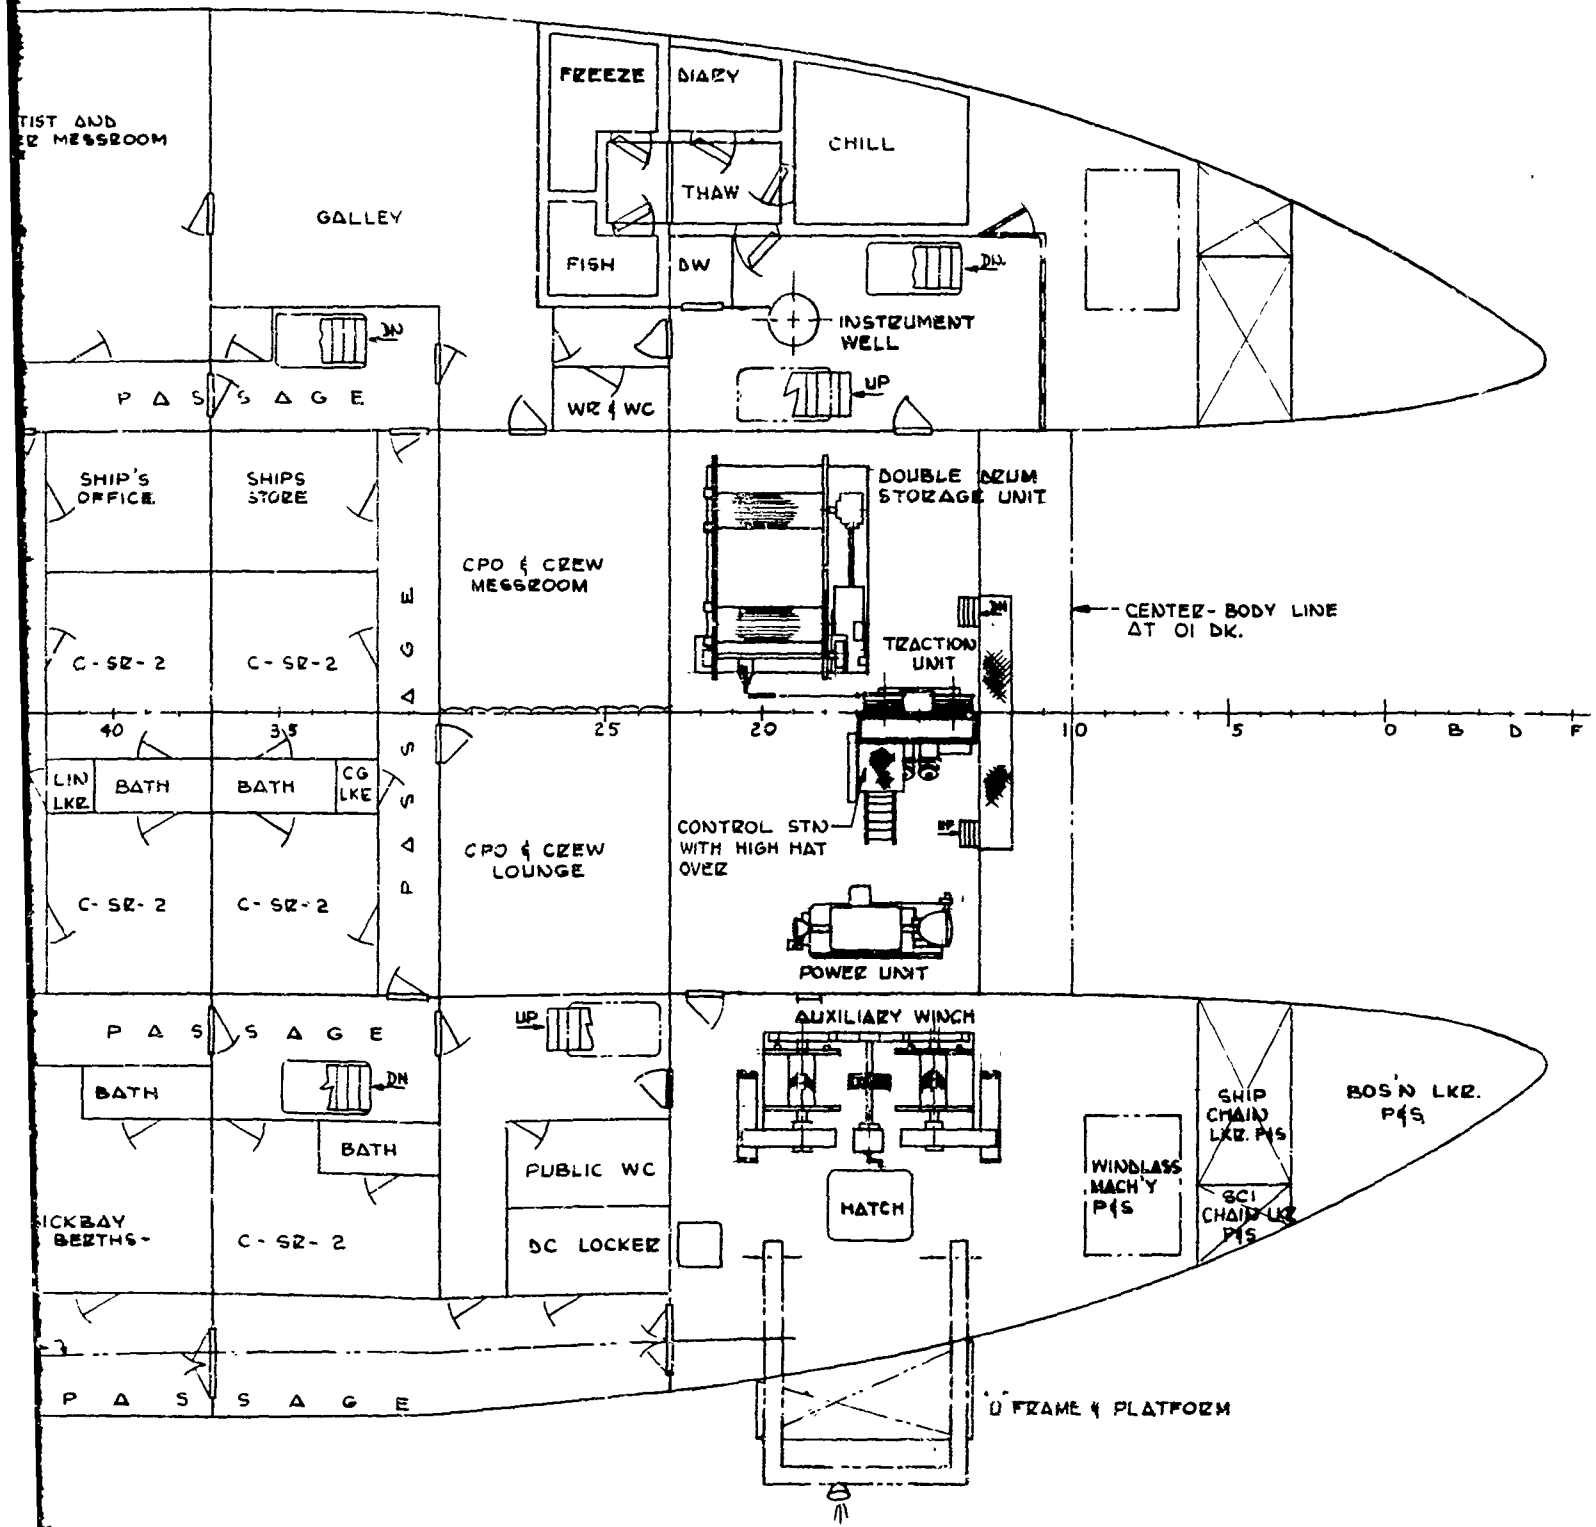 FREEZE
DIARY
TIST AND
ER MESSROOM
CHILL
THAW
GALLEY
FISH
DW
DN
INSTRUMENT
WELL
DN
UP
PASSAGE
WR & WC
SHIP'S
OFFICE
SHIPS
STORE
DOUBLE DRUM
STORAGE UNIT
CPO & CREW
MESSROOM
PASSAGE
DN
CENTER-BODY LINE
AT 01 DK.
TRACTION
UNIT
C-SR-2
C-SR-2
40
35
25
20
10
5
0
B
D
F
LIN
LKR
BATH
BATH
CG
LKR
CONTROL STN
WITH HIGH HAT
OVER
CPO & CREW
LOUNGE
C-SR-2
C-SR-2
POWER UNIT
PASSAGE
UP
AUXILIARY WINCH
DN
BATH
SHIP
CHAIN
LKR. P&S
BOS'N LKR.
P&S
BATH
PUBLIC WC
WINDLASS
MACH'Y
P&S
HATCH
SCI
CHAIN LKR
P&S
ICKBAY
BERTHS-
C-SR-2
DC LOCKER
PASSAGE
"U" FRAME & PLATFORM